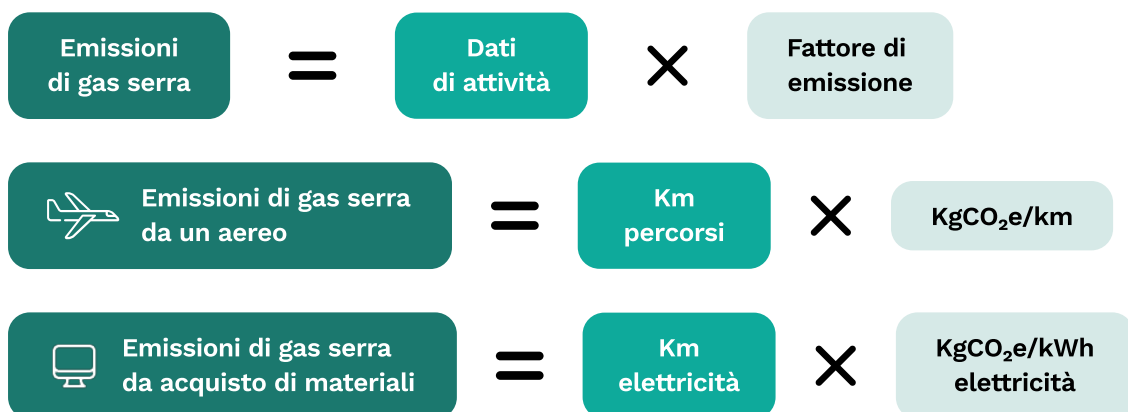 Emissioni
di gas serra
=
Dati
di attività
×
Fattore di
emissione
Emissioni di gas serra
da un aereo
=
Km
percorsi
×
KgCO₂e/km
Emissioni di gas serra
da acquisto di materiali
=
Km
elettricità
×
KgCO₂e/kWh
elettricità